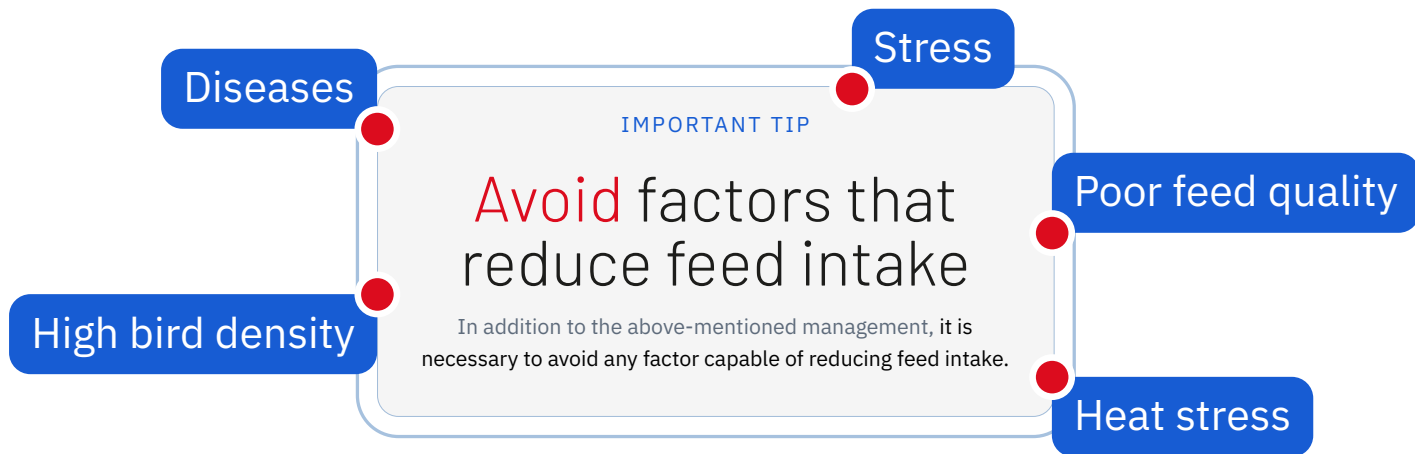 Stress
Diseases
IMPORTANT TIP
Poor feed quality
Avoid factors that
reduce feed intake
High bird density
In addition to the above-mentioned management, it is
necessary to avoid any factor capable of reducing feed intake.
Heat stress